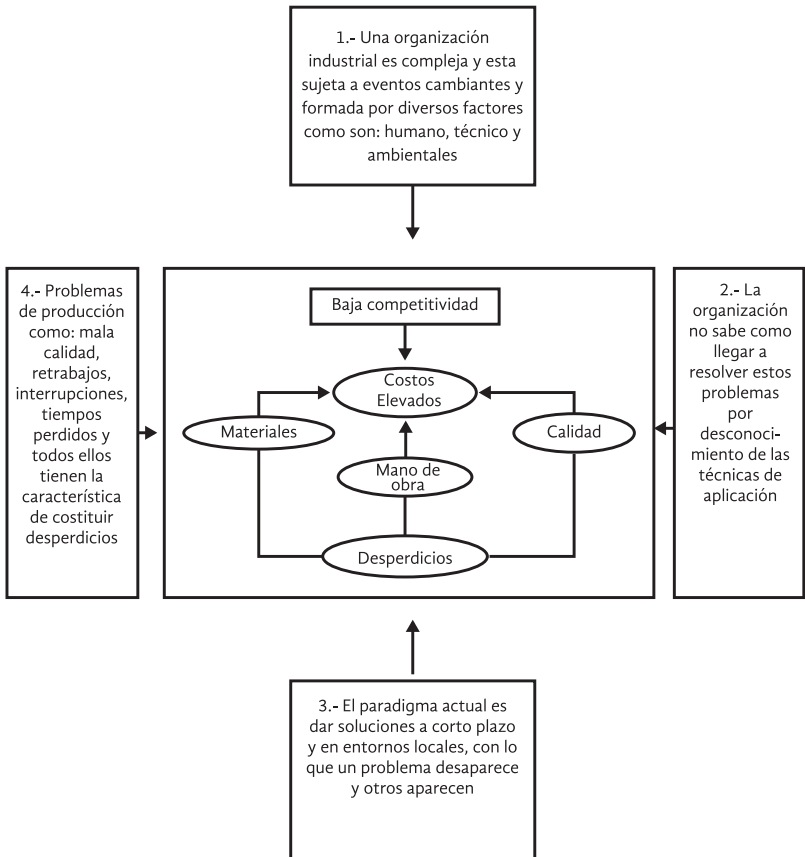 1.- Una organización
industrial es compleja y esta
sujeta a eventos cambiantes y
formada por diversos factores
como son: humano, técnico y
ambientales
4.- Problemas
de producción
como: mala
calidad,
retrabajos,
interrupciones,
tiempos
perdidos y
todos ellos
tienen la
característica
de costituir
desperdicios
Baja competitividad
Costos
Elevados
Materiales
Calidad
Mano de
obra
Desperdicios
2.- La
organización
no sabe como
llegar a
resolver estos
problemas
por
desconoci-
miento de las
técnicas de
aplicación
3.- El paradigma actual es
dar soluciones a corto plazo
y en entornos locales, con lo
que un problema desaparece
y otros aparecen